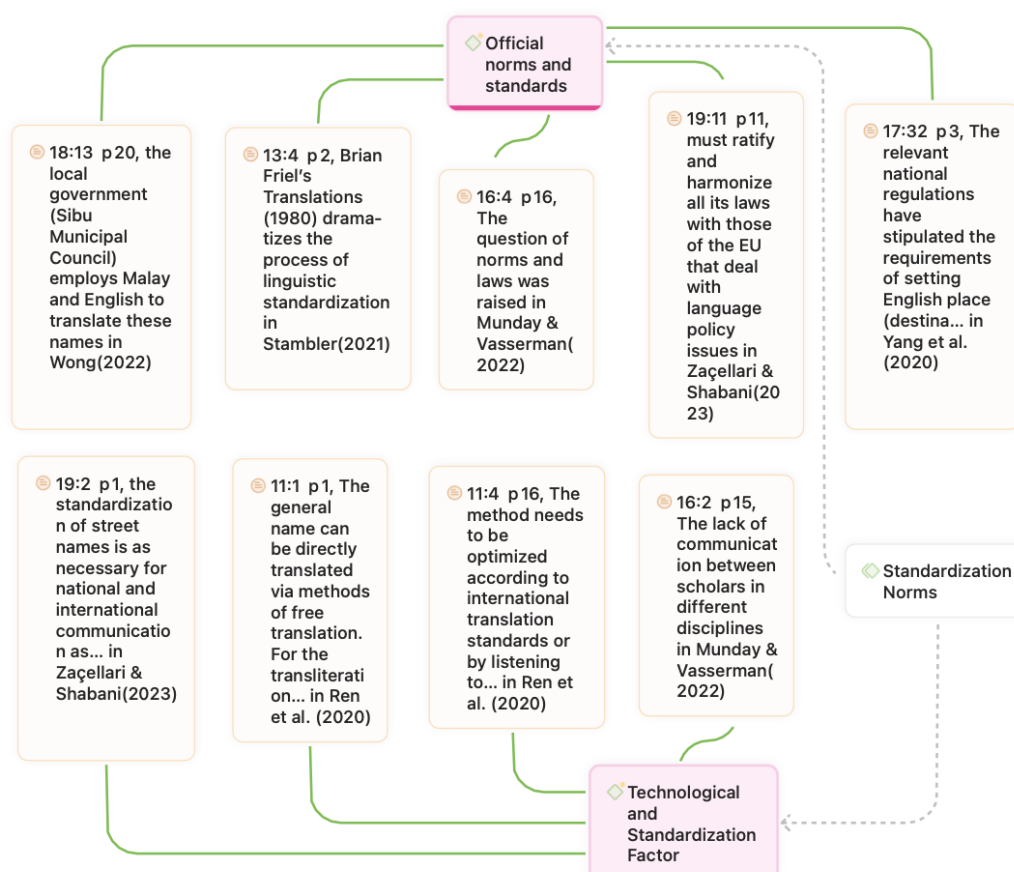 Official
norms and
standards
18:13 p 20, the
local
government
(Sibu
Municipal
Council)
employs Malay
and English to
translate these
names in
Wong(2022)
13:4 p 2, Brian
Friel's
Translations
(1980) drama-
tizes the
process of
linguistic
standardization
in
Stambler(2021)
16:4 p 16,
The
question of
norms and
laws was
raised in
Munday &
Vasserman(
2022)
19:11 p 11,
must ratify
and
harmonize
all its laws
with those
of the EU
that deal
with
language
policy
issues in
Zaçellari &
Shabani(20
23)
17:32 p 3, The
relevant
national
regulations
have
stipulated the
requirements
of setting
English place
(destina... in
Yang et al.
(2020)
19:2 p 1, the
standardizatio
n of street
names is as
necessary for
national and
international
communicatio
n as... in
Zaçellari &
Shabani(2023)
11:1 p 1, The
general
name can
be directly
translated
via methods
of free
translation.
For the
transliterati
on... in Ren
et al. (2020)
11:4 p 16, The
method needs
to be
optimized
according to
international
translation
standards or
by listening
to... in Ren et
al. (2020)
16:2 p 15,
The lack of
communicat
ion between
scholars in
different
disciplines
in Munday &
Vasserman(
2022)
Standardization
Norms
Technological
and
Standardization
Factor